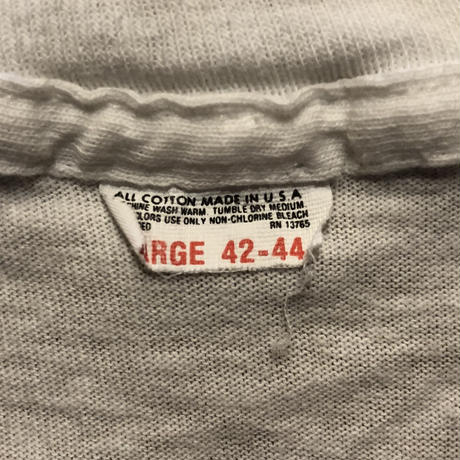 ALL COTTON MADE IN U.S.A
HINE WASH WARM. TUMBLE DRY MEDIUM.
OLORS USE ONLY NON-CHLORINE BLEACH
ED RN 13765
ARGE 42-44